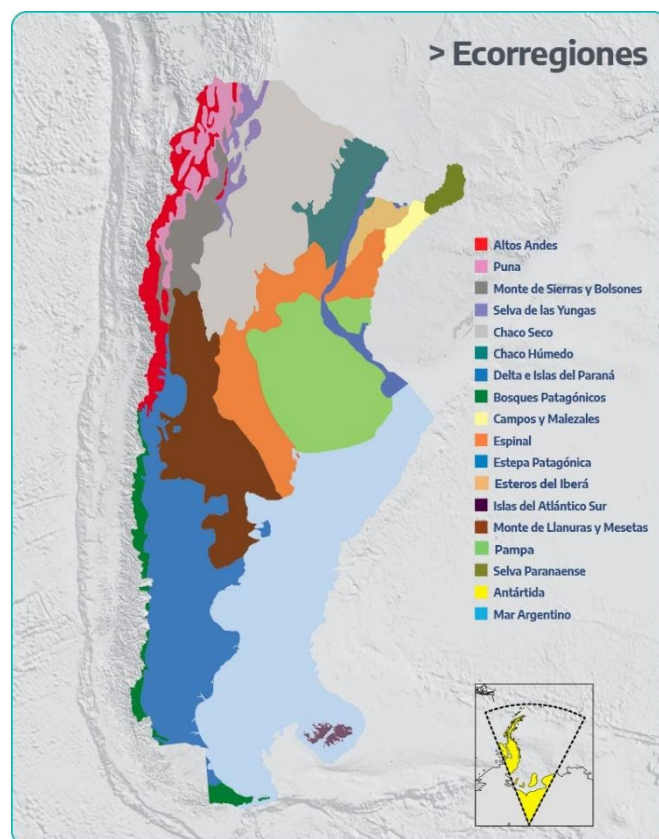 > Ecorregiones
Altos Andes
Puna
Monte de Sierras y Bolsones
Selva de las Yungas
Chaco Seco
Chaco Húmedo
Delta e Islas del Paraná
Bosques Patagónicos
Campos y Malezales
Espinal
Estepa Patagónica
Esteros del Iberá
Islas del Atlántico Sur
Monte de Llanuras y Mesetas
Pampa
Selva Paranaense
Antártida
Mar Argentino